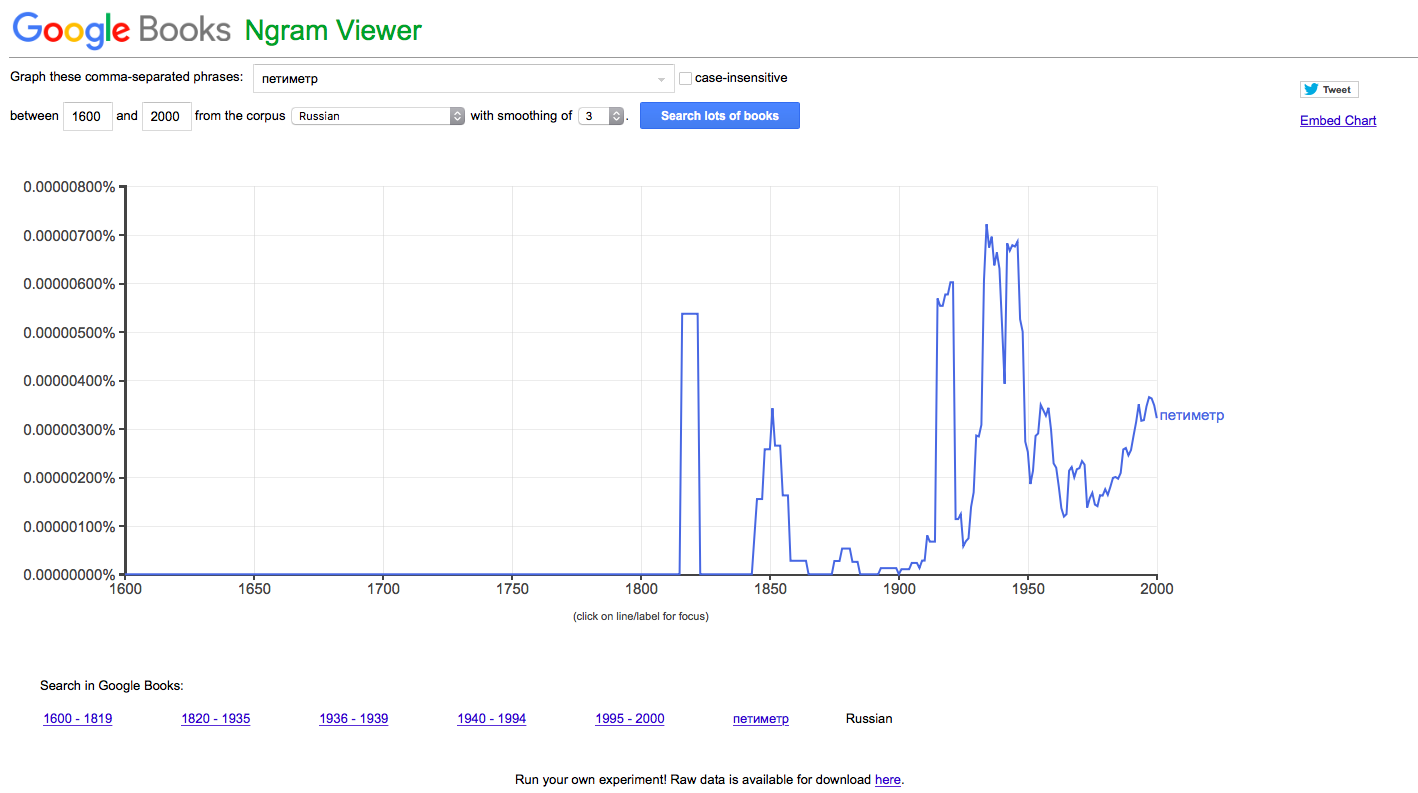 Google Books Ngram Viewer
Graph these comma-separated phrases: петиметр case-insensitive
Tweet
between 1600 and 2000 from the corpus Russian with smoothing of 3 . Search lots of books
Embed Chart
0.00000800%
0.00000700%
0.00000600%
0.00000500%
0.00000400%
петиметр
0.00000300%
0.00000200%
0.00000100%
0.00000000%
1600 1650 1700 1750 1800 1850 1900 1950 2000
(click on line/label for focus)
Search in Google Books:
1600 - 1819 1820 - 1935 1936 - 1939 1940 - 1994 1995 - 2000 петиметр Russian
Run your own experiment! Raw data is available for download here.